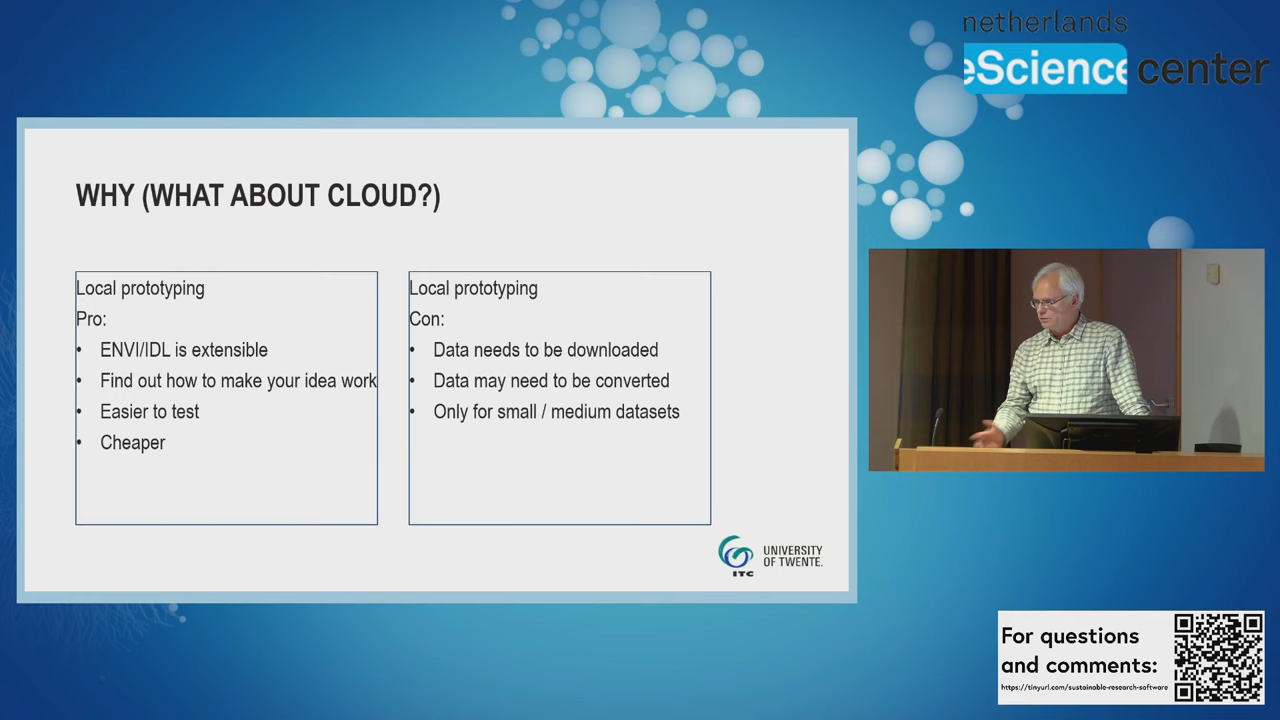 netherlands
eScience center
WHY (WHAT ABOUT CLOUD?)
Local prototyping
Pro:
• ENVI/IDL is extensible
• Find out how to make your idea work
• Easier to test
• Cheaper
Local prototyping
Con:
• Data needs to be downloaded
• Data may need to be converted
• Only for small / medium datasets
UNIVERSITY
OF TWENTE.
ITC
For questions
and comments:
https://tinyurl.com/sustainable-research-software